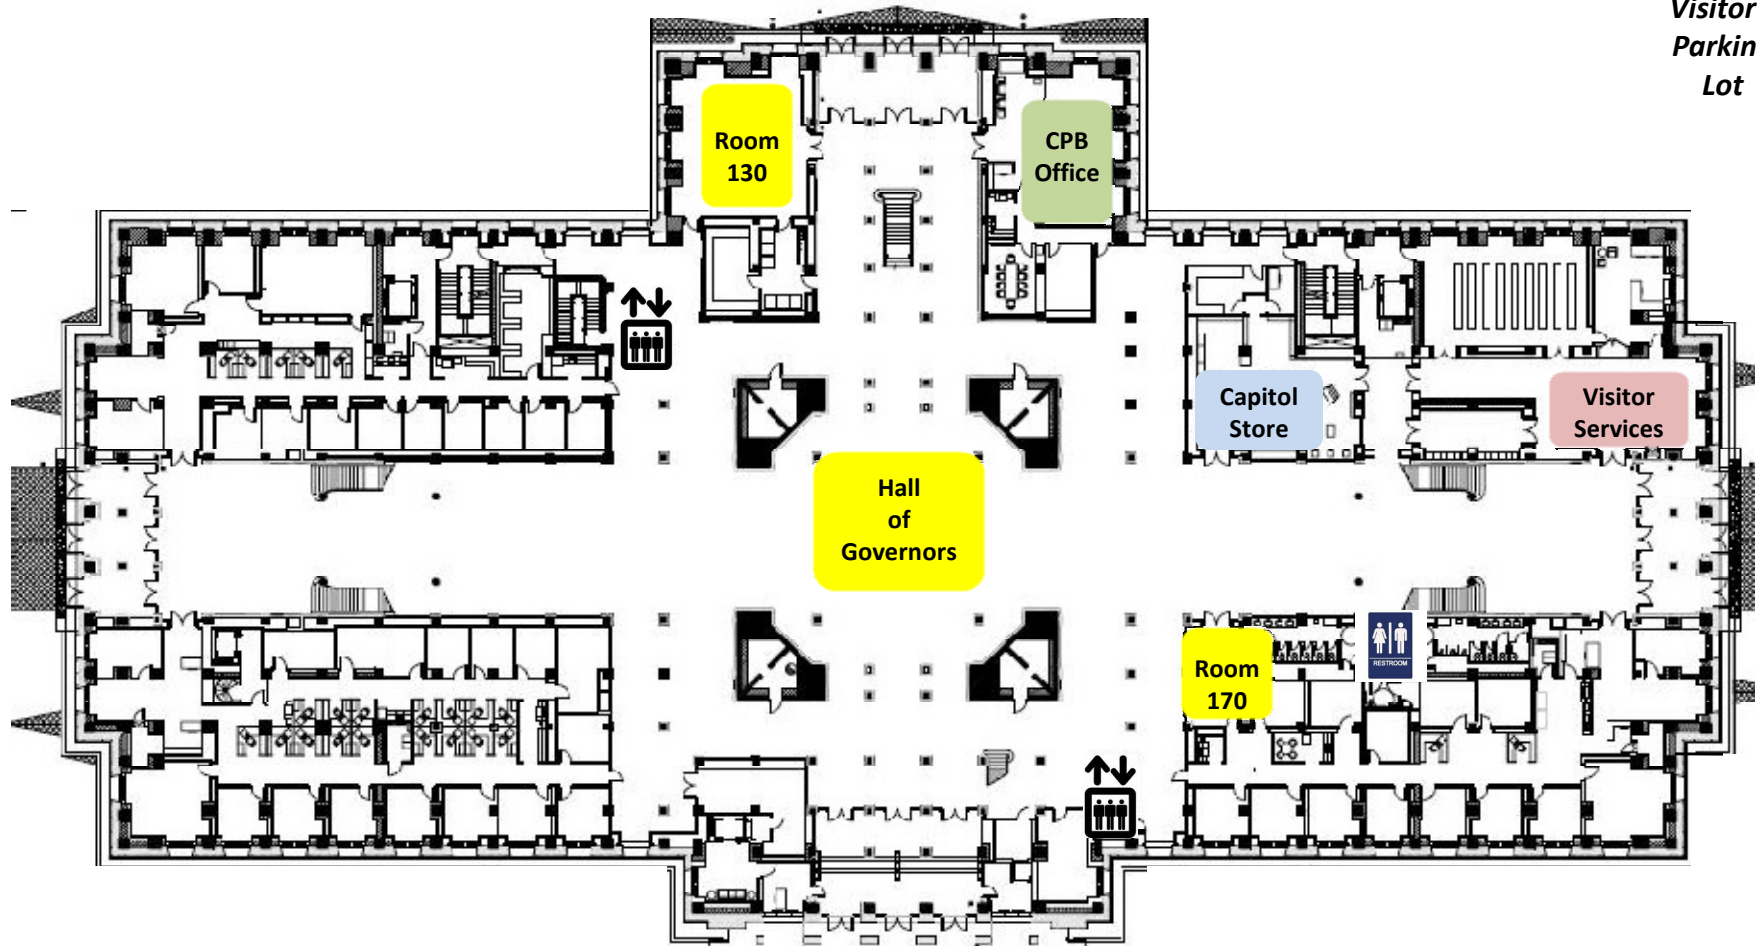 Visitor
Parkin
Lot
Room
130
CPB
Office
Capitol
Store
Visitor
Services
Hall
of
Governors
RESTROOM
Room
170